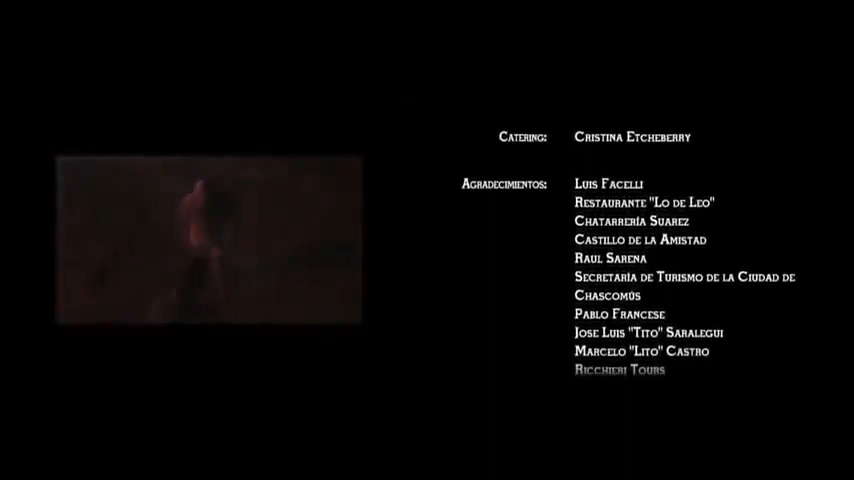 Catering: Cristina Etcheberry
Agradecimientos: Luis Facelli
Restaurante "Lo de Leo"
Chatarrería Suarez
Castillo de la Amistad
Raul Sarena
Secretaría de Turismo de la Ciudad de
Chascomús
Pablo Francese
Jose Luis "Tito" Saralegui
Marcelo "Lito" Castro
Ricchieri Tours